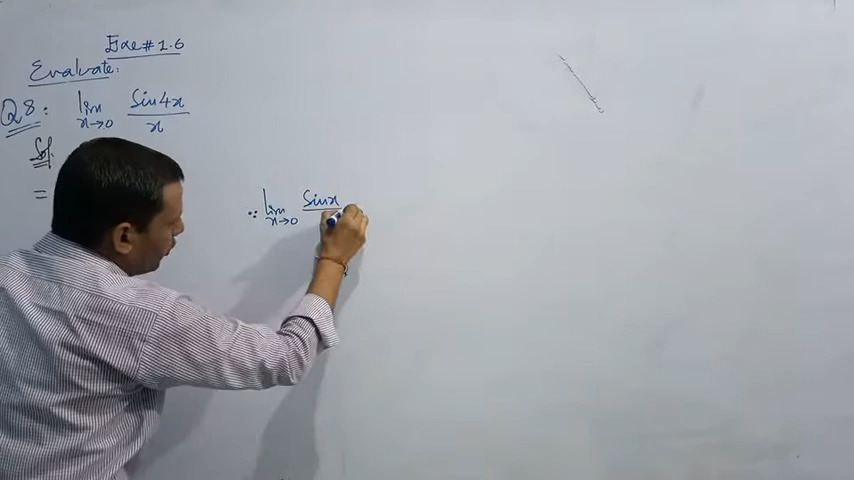 Exe # 1.6
Evaluate:
Q8: lim x→0 Sin4x / x
Sol
=
∵ lim x→0 Sinx